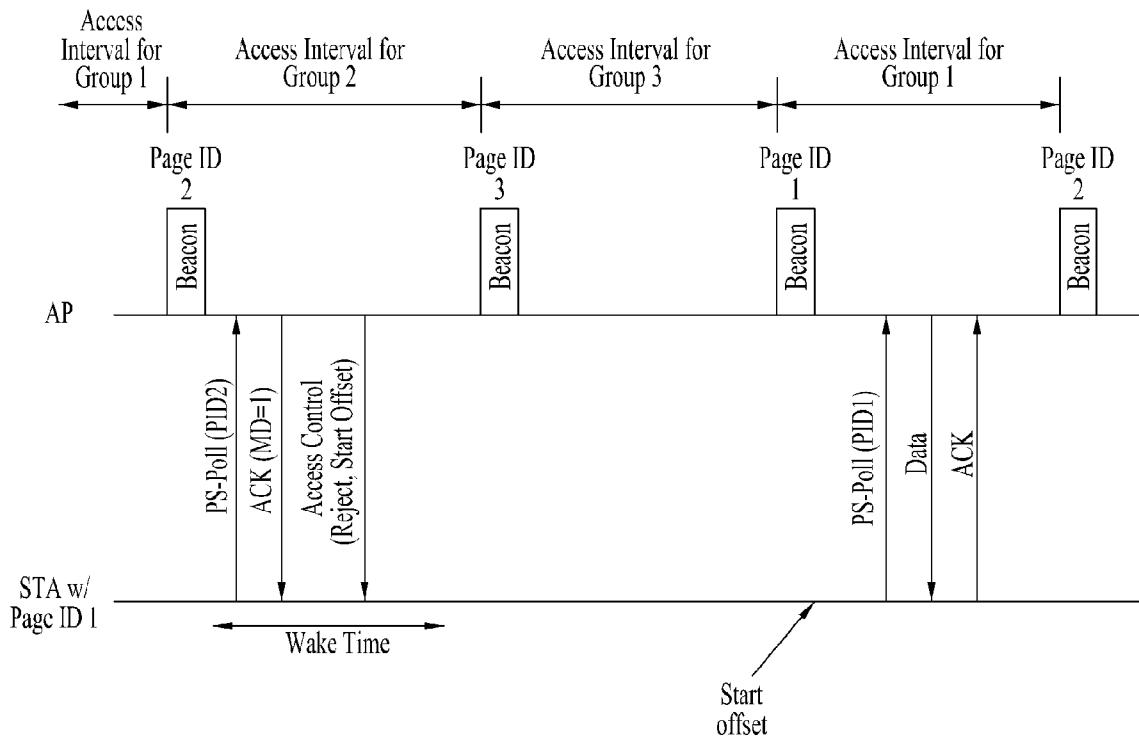 Access
Interval for
Group 1
Access Interval for
Group 2
Access Interval for
Group 3
Access Interval for
Group 1
Page ID
2
Page ID
3
Page ID
1
Page ID
2
Beacon
Beacon
Beacon
Beacon
AP
PS-Poll (PID2)
ACK (MD=1)
Access Control
(Reject, Start Offset)
PS-Poll (PID1)
Data
ACK
STA w/
Page ID 1
Wake Time
Start
offset